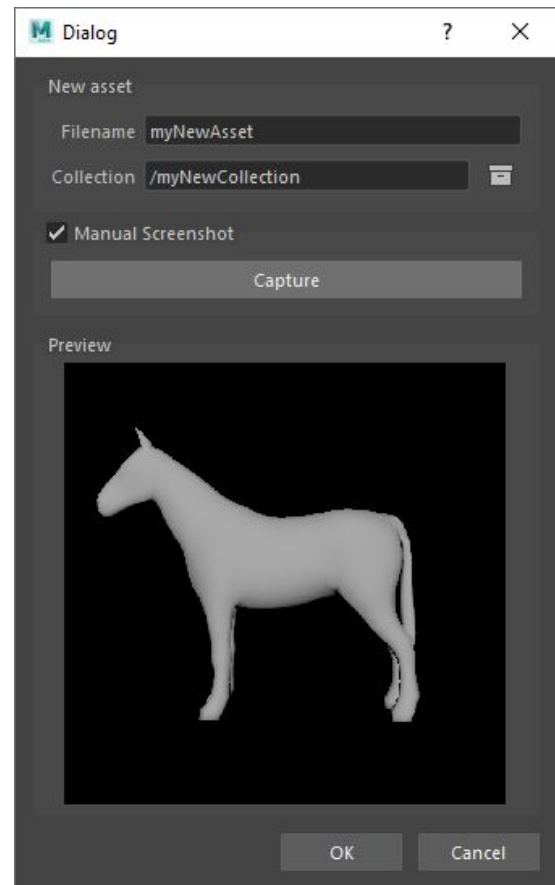 Dialog ?
New asset
Filename myNewAsset
Collection /myNewCollection
Manual Screenshot
Capture
Preview
OK Cancel